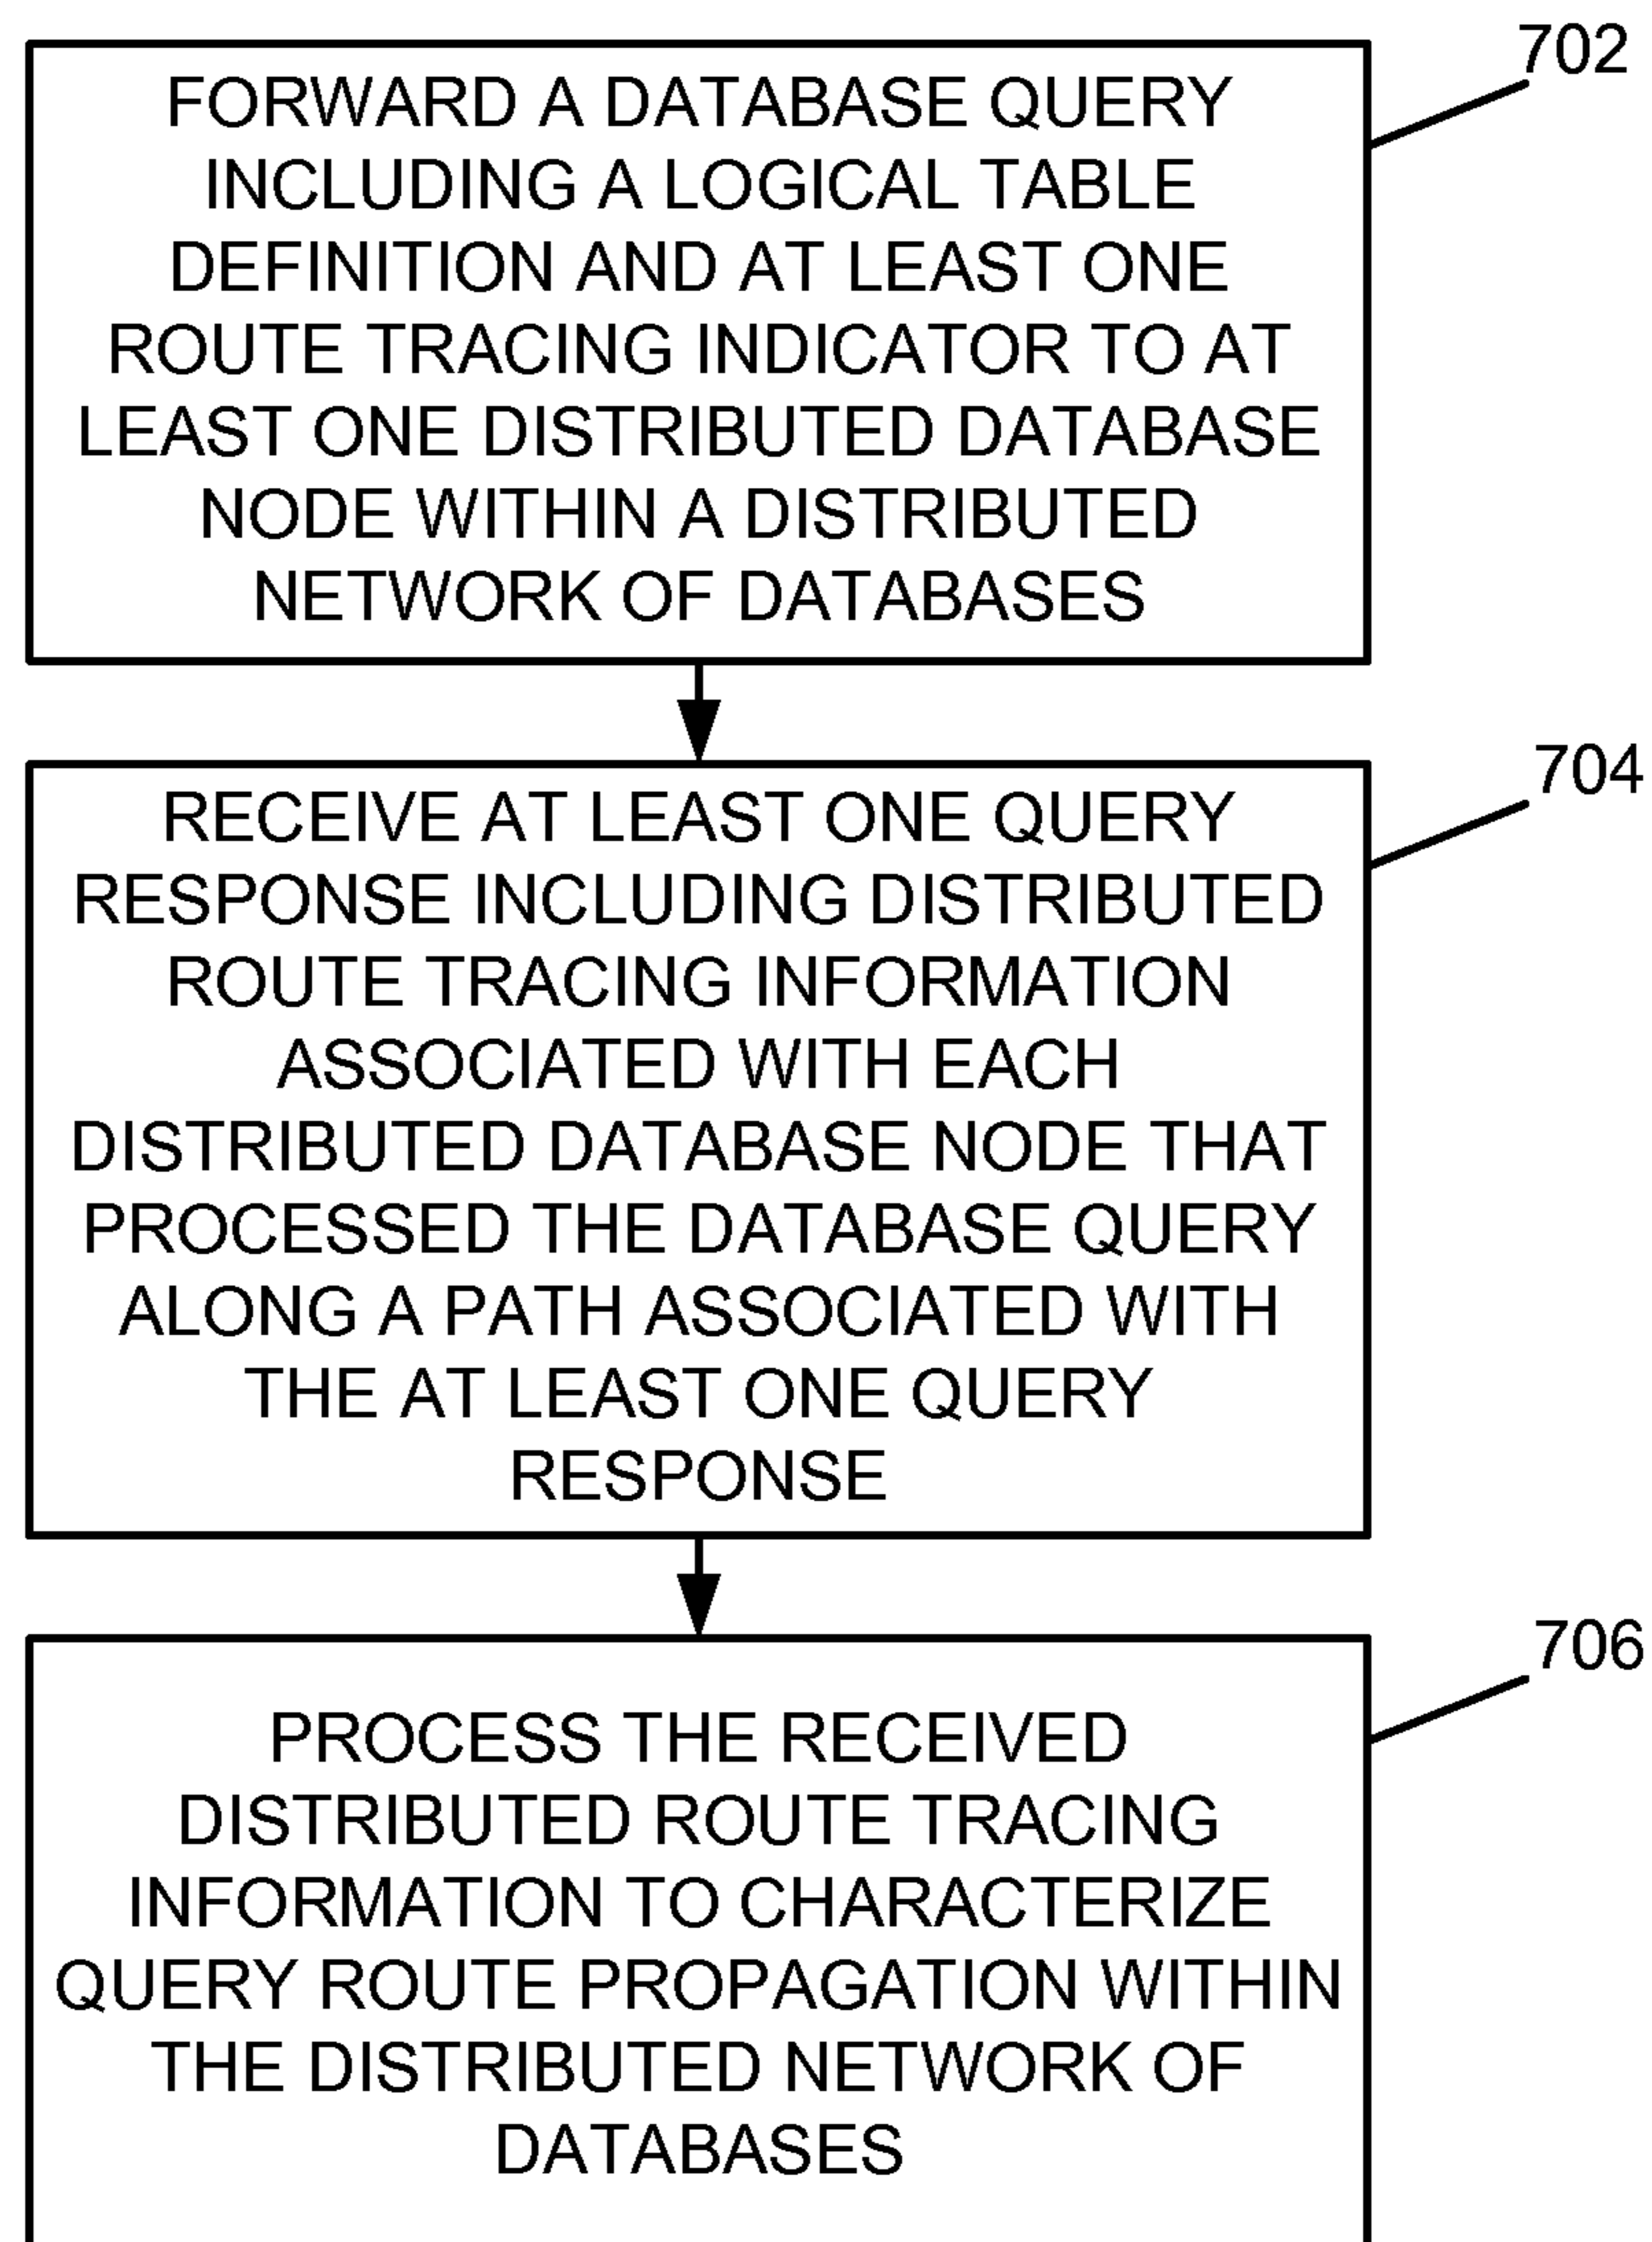 702
FORWARD A DATABASE QUERY
INCLUDING A LOGICAL TABLE
DEFINITION AND AT LEAST ONE
ROUTE TRACING INDICATOR TO AT
LEAST ONE DISTRIBUTED DATABASE
NODE WITHIN A DISTRIBUTED
NETWORK OF DATABASES
704
RECEIVE AT LEAST ONE QUERY
RESPONSE INCLUDING DISTRIBUTED
ROUTE TRACING INFORMATION
ASSOCIATED WITH EACH
DISTRIBUTED DATABASE NODE THAT
PROCESSED THE DATABASE QUERY
ALONG A PATH ASSOCIATED WITH
THE AT LEAST ONE QUERY
RESPONSE
706
PROCESS THE RECEIVED
DISTRIBUTED ROUTE TRACING
INFORMATION TO CHARACTERIZE
QUERY ROUTE PROPAGATION WITHIN
THE DISTRIBUTED NETWORK OF
DATABASES